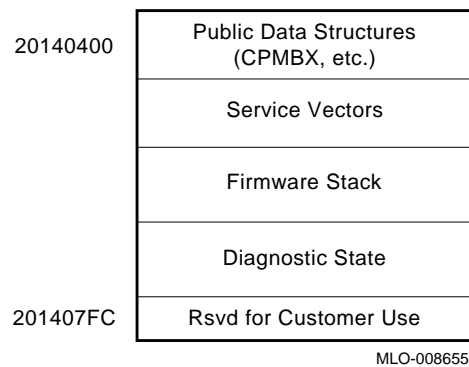 20140400
Public Data Structures
(CPMBX, etc.)
Service Vectors
Firmware Stack
Diagnostic State
201407FC
Rsvd for Customer Use
MLO-008655